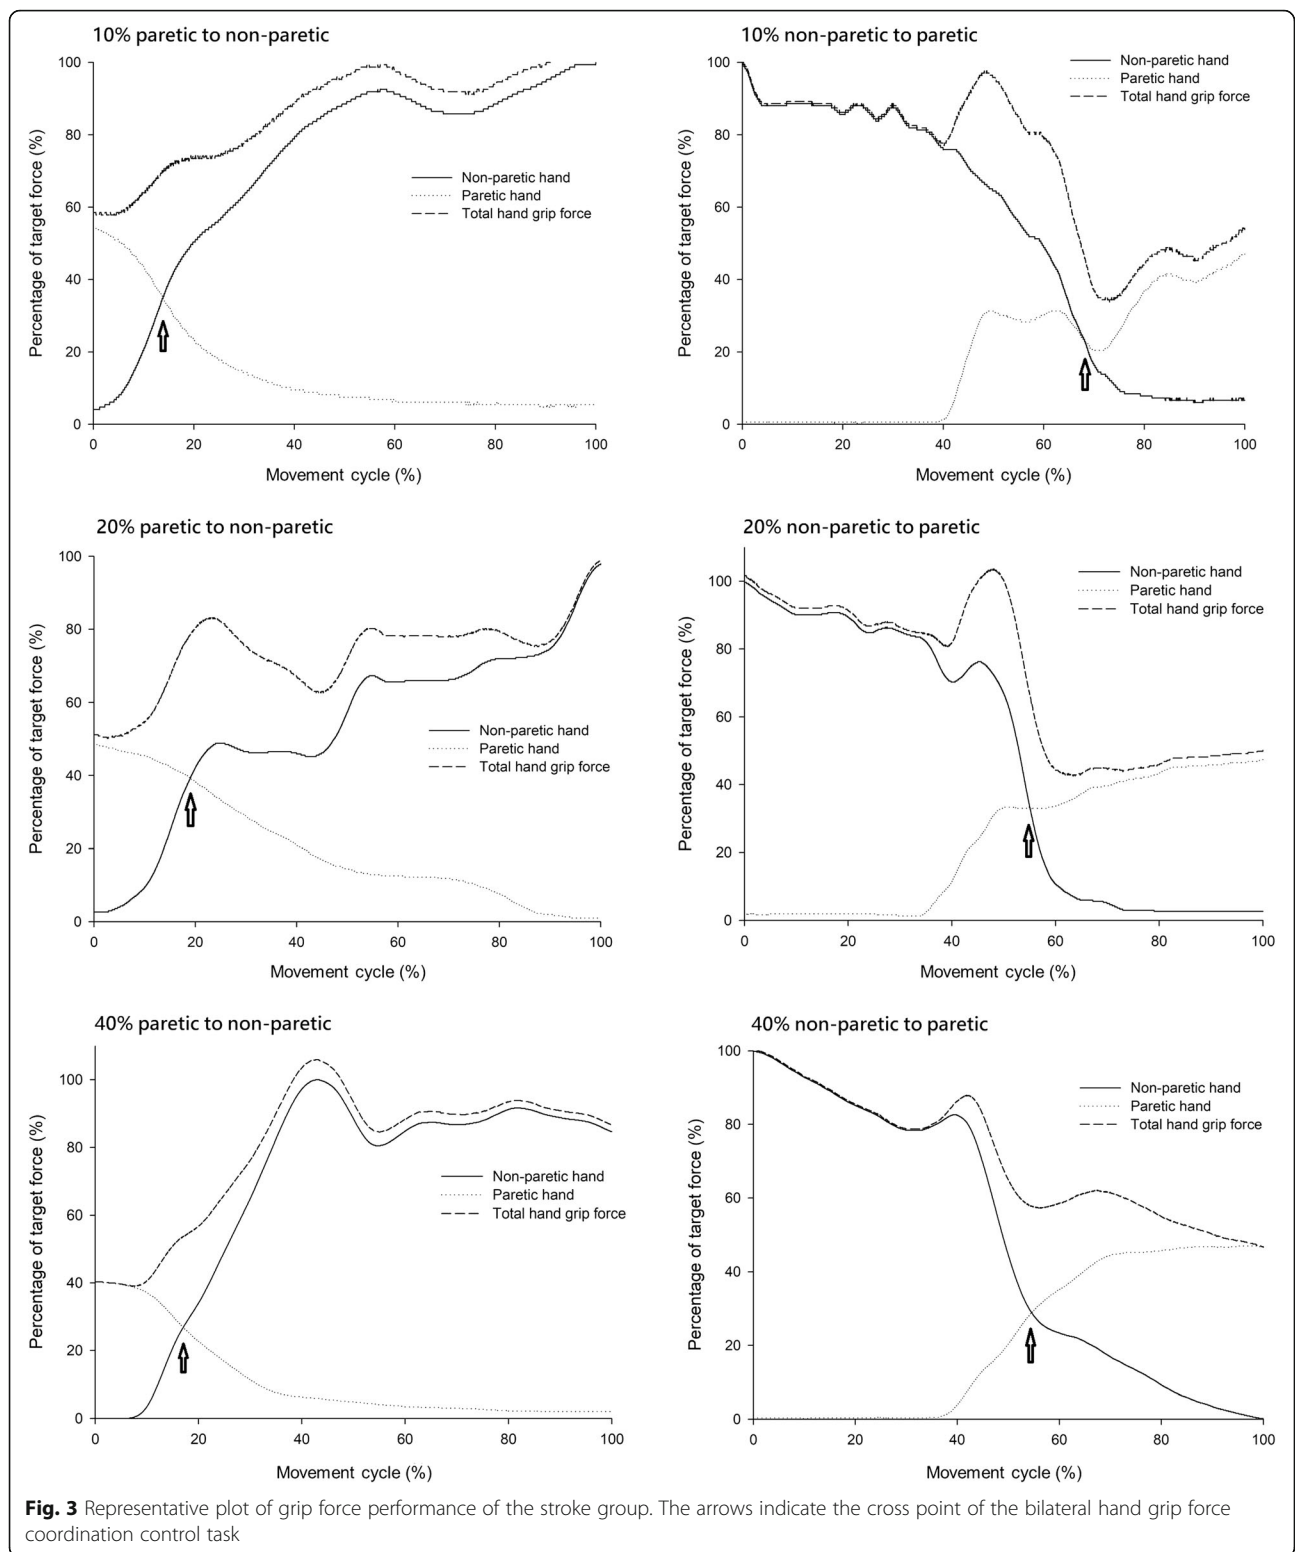 10% paretic to non-paretic
Percentage of target force (%)
100
80
60
40
20
0
Non-paretic hand
Paretic hand
Total hand grip force
0 20 40 60 80 100
Movement cycle (%)
10% non-paretic to paretic
Percentage of target force (%)
100
80
60
40
20
0
Non-paretic hand
Paretic hand
Total hand grip force
0 20 40 60 80 100
Movement cycle (%)
20% paretic to non-paretic
Percentage of target force (%)
100
80
60
40
20
0
Non-paretic hand
Paretic hand
Total hand grip force
0 20 40 60 80 100
Movement cycle (%)
20% non-paretic to paretic
Percentage of target force (%)
100
80
60
40
20
0
Non-paretic hand
Paretic hand
Total hand grip force
0 20 40 60 80 100
Movement cycle (%)
40% paretic to non-paretic
Percentage of target force (%)
100
80
60
40
20
0
Non-paretic hand
Paretic hand
Total hand grip force
0 20 40 60 80 100
Movement cycle (%)
40% non-paretic to paretic
Percentage of target force (%)
100
80
60
40
20
0
Non-paretic hand
Paretic hand
Total hand grip force
0 20 40 60 80 100
Movement cycle (%)
Fig. 3 Representative plot of grip force performance of the stroke group. The arrows indicate the cross point of the bilateral hand grip force
coordination control task